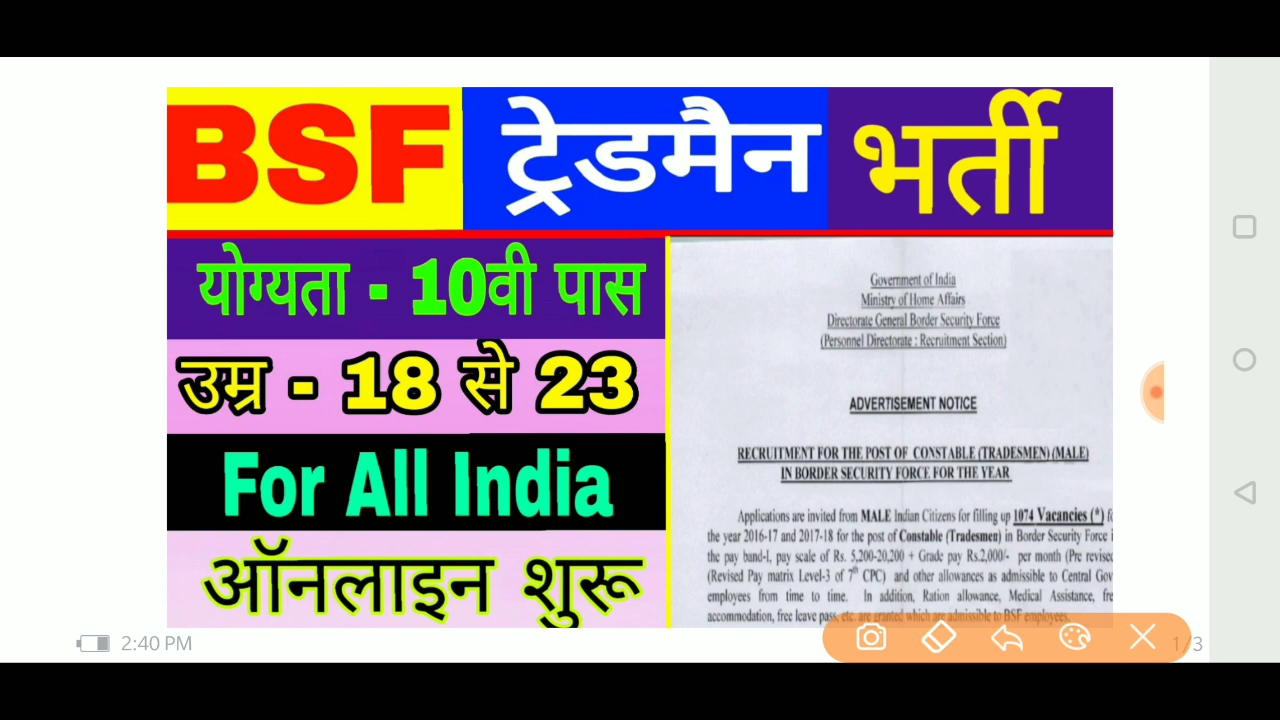 BSF ट्रेडमैन भर्ती
योग्यता - 10वी पास
उम्र - 18 से 23
For All India
ऑनलाइन शुरू
Government of India
Ministry of Home Affairs
Directorate General Border Security Force
(Personnel Directorate : Recruitment Section)
ADVERTISEMENT NOTICE
RECRUITMENT FOR THE POST OF CONSTABLE (TRADESMEN) (MALE)
IN BORDER SECURITY FORCE FOR THE YEAR
Applications are invited from MALE Indian Citizens for filling up 1074 Vacancies (*) fo
the year 2016-17 and 2017-18 for the post of Constable (Tradesmen) in Border Security Force i
the pay band-I, pay scale of Rs. 5,200-20,200 + Grade pay Rs.2,000/- per month (Pre revised
(Revised Pay matrix Level-3 of 7th CPC) and other allowances as admissible to Central Gov
employees from time to time. In addition, Ration allowance, Medical Assistance, fre
accommodation, free leave pass, etc. are granted which are admissible to BSF employees.
2:40 PM
1/3